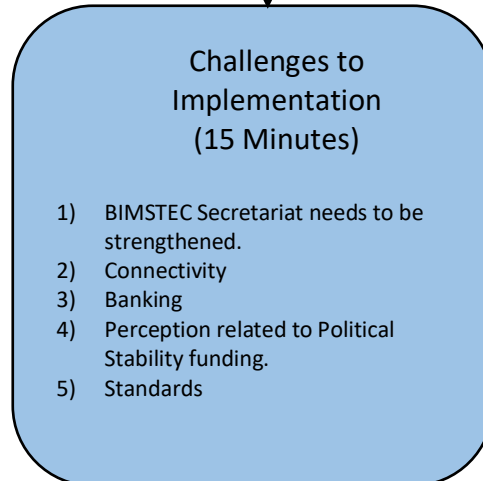 Challenges to
Implementation
(15 Minutes)
1) BIMSTEC Secretariat needs to be
strengthened.
2) Connectivity
3) Banking
4) Perception related to Political
Stability funding.
5) Standards